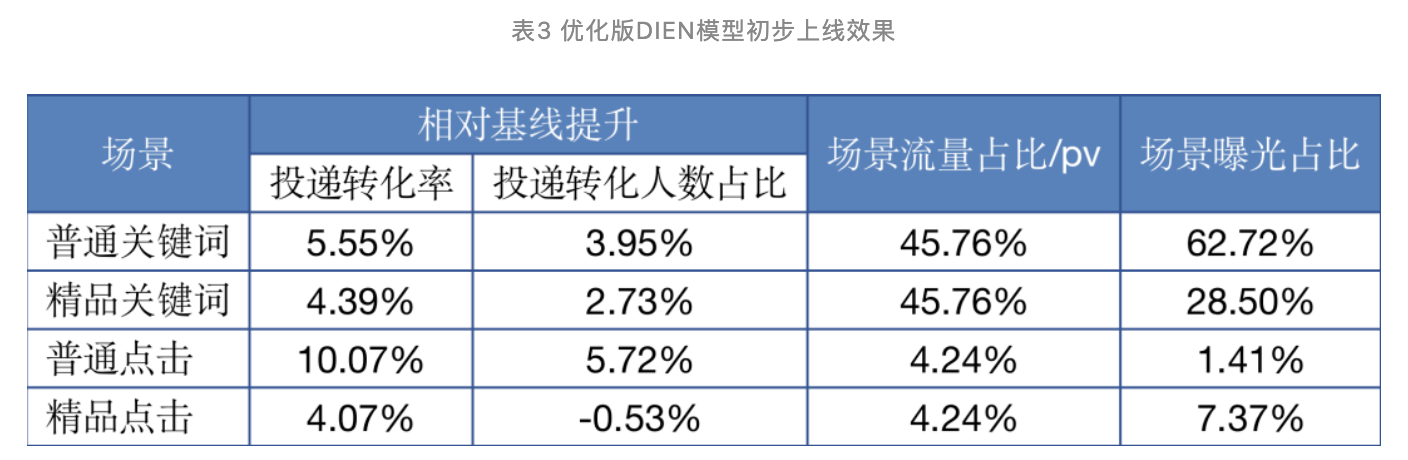 表3 优化版DIEN模型初步上线效果
场景 相对基线提升 场景流量占比/pv 场景曝光占比
投递转化率 投递转化人数占比
普通关键词 5.55% 3.95% 45.76% 62.72%
精品关键词 4.39% 2.73% 45.76% 28.50%
普通点击 10.07% 5.72% 4.24% 1.41%
精品点击 4.07% -0.53% 4.24% 7.37%